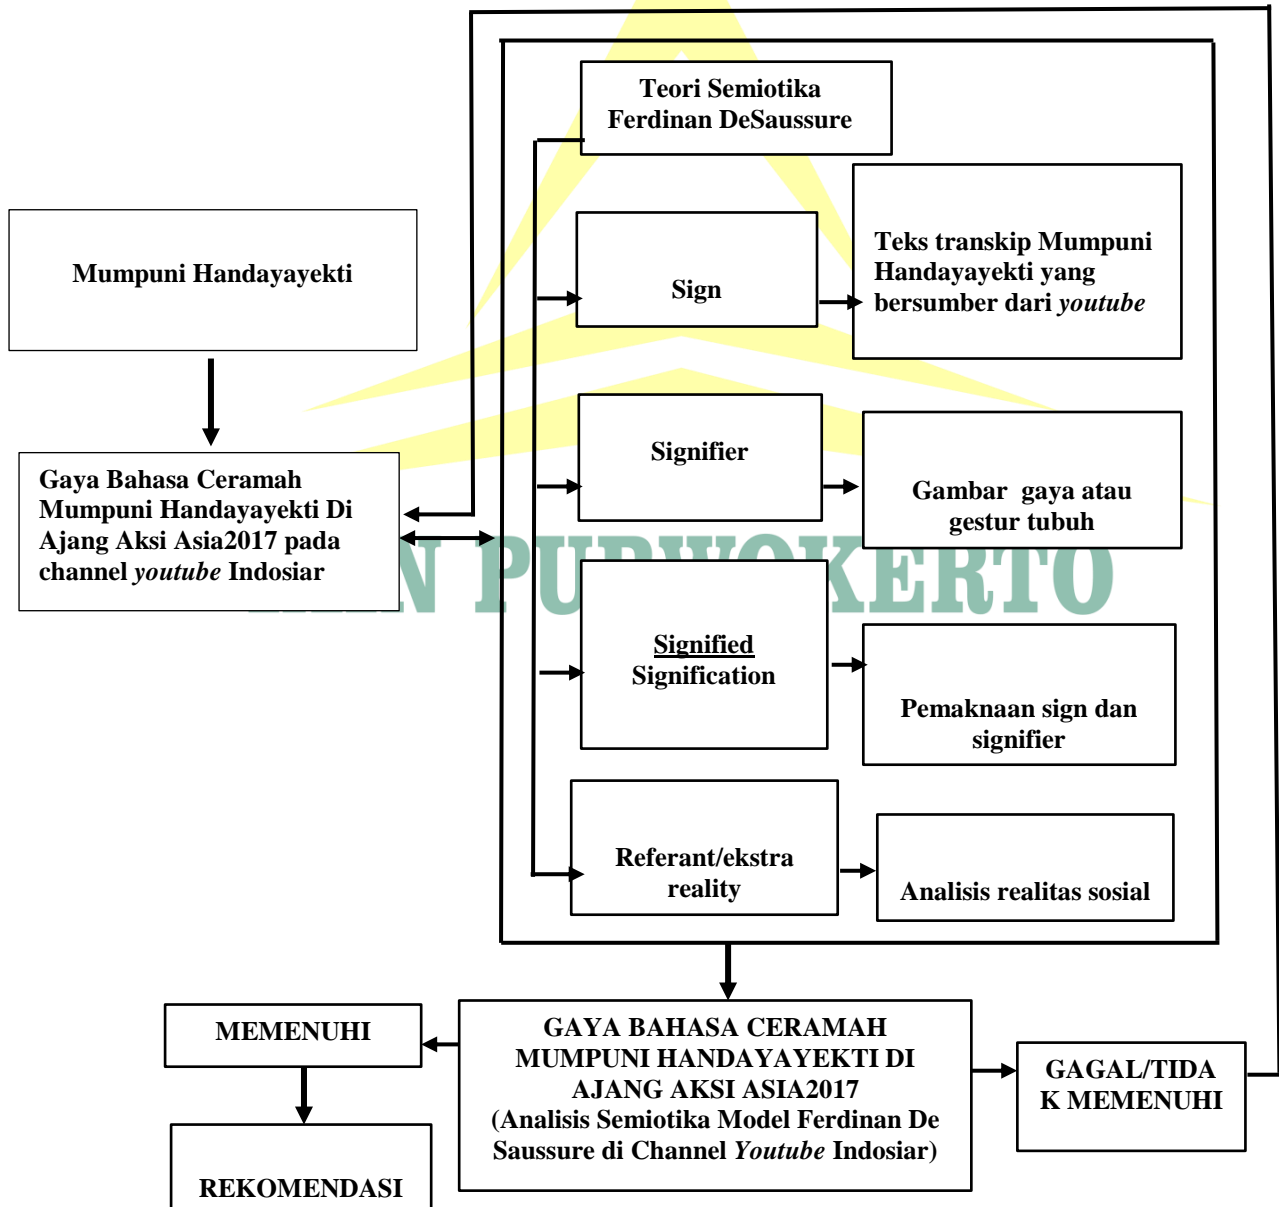 Teori Semiotika
Ferdinan DeSaussure
Mumpuni Handayayekti
Sign
Teks transkip Mumpuni
Handayayekti yang
bersumber dari youtube
Gaya Bahasa Ceramah
Mumpuni Handayayekti Di
Ajang Aksi Asia2017 pada
channel youtube Indosiar
Signifier
Gambar gaya atau
gestur tubuh
N PURWOKERTO
Signified
Signification
Pemaknaan sign dan
signifier
Referant/ekstra
reality
Analisis realitas sosial
MEMENUHI
REKOMENDASI
GAYA BAHASA CERAMAH
MUMPUNI HANDAYAYEKTI DI
AJANG AKSI ASIA2017
(Analisis Semiotika Model Ferdinan De
Saussure di Channel Youtube Indosiar)
GAGAL/TIDA
K MEMENUHI